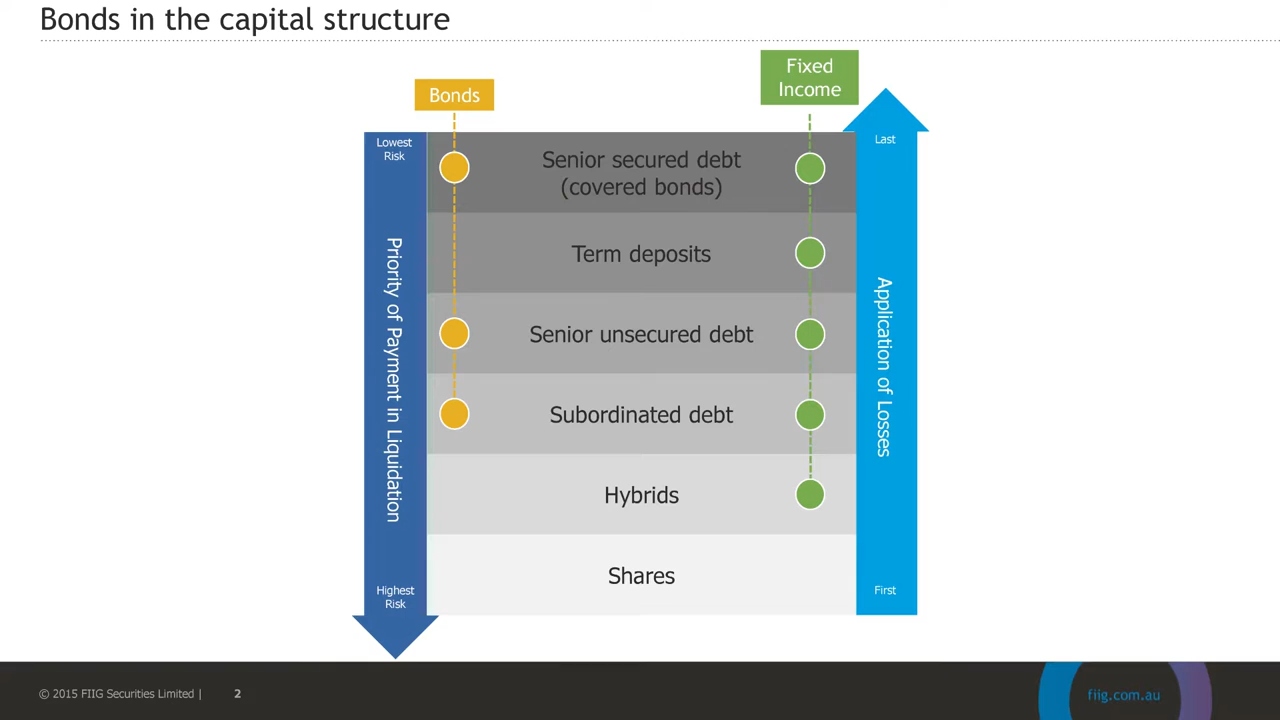 Bonds in the capital structure
Bonds
Fixed
Income
Lowest
Risk
Priority of Payment in Liquidation
Highest
Risk
Senior secured debt
(covered bonds)
Term deposits
Senior unsecured debt
Subordinated debt
Hybrids
Shares
Last
Application of Losses
First
© 2015 FIIG Securities Limited |
2
fiig.com.au